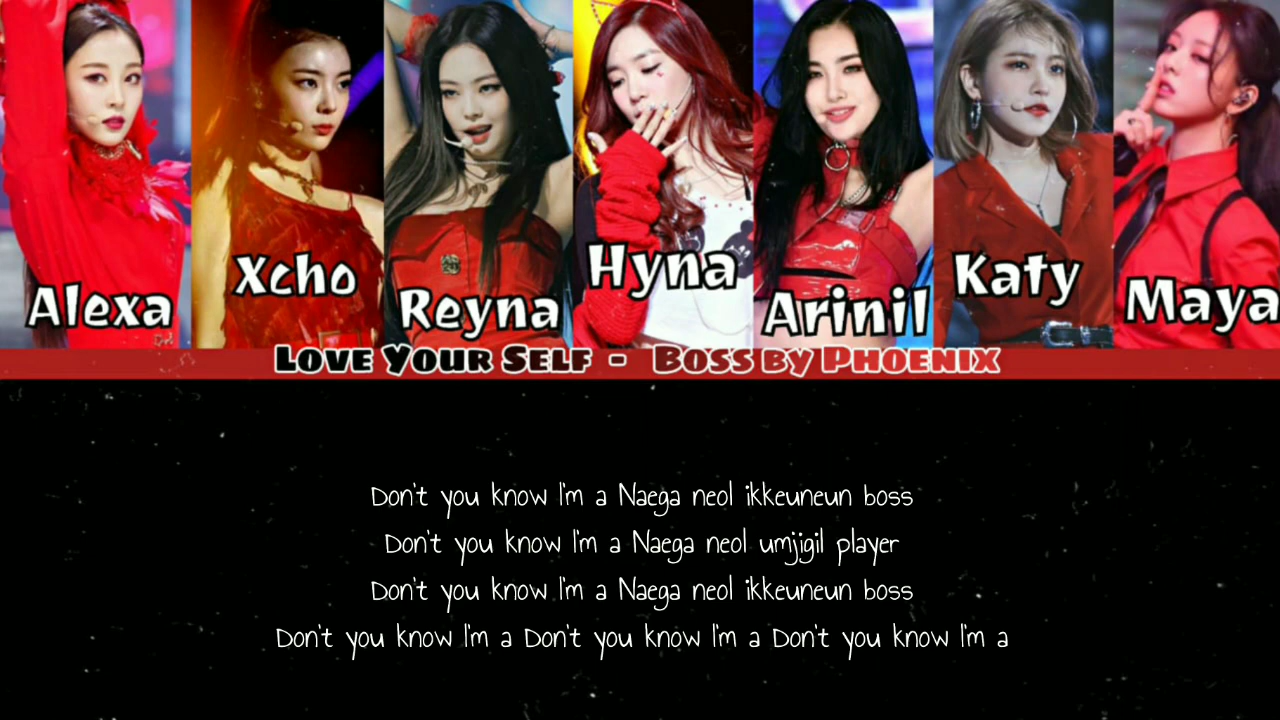 Alexa
Xcho
Reyna
Hyna
Arinil
Katy
Maya
Love Your Self - Boss by Phoenix
Don't you know I'm a Naega neol ikkeuneun boss
Don't you know I'm a Naega neol umjigil player
Don't you know I'm a Naega neol ikkeuneun boss
Don't you know I'm a Don't you know I'm a Don't you know I'm a